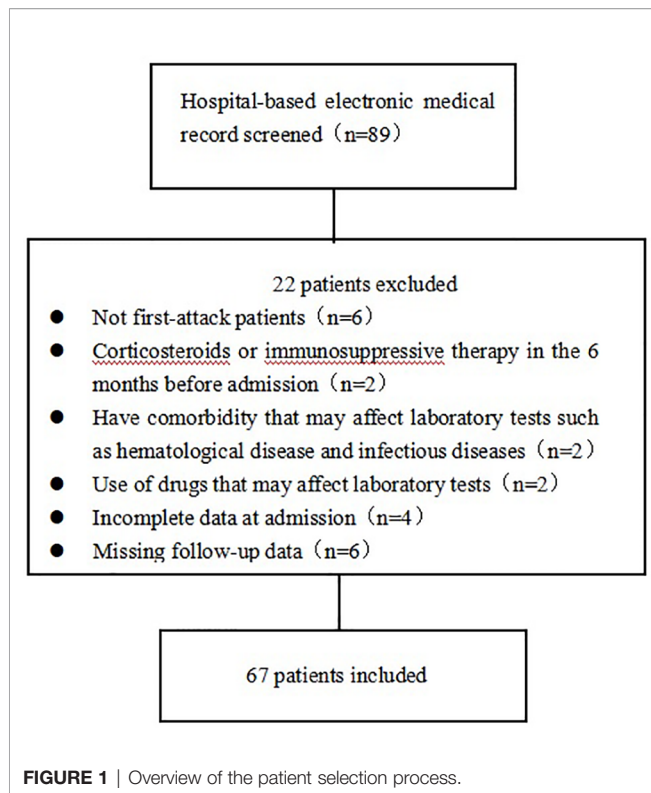 Hospital-based electronic medical
record screened（n=89）
22 patients excluded
● Not first-attack patients（n=6）
● Corticosteroids or immunosuppressive therapy in the 6
months before admission（n=2）
● Have comorbidity that may affect laboratory tests such
as hematological disease and infectious diseases（n=2）
● Use of drugs that may affect laboratory tests（n=2）
● Incomplete data at admission（n=4）
● Missing follow-up data（n=6）
67 patients included
FIGURE 1 | Overview of the patient selection process.